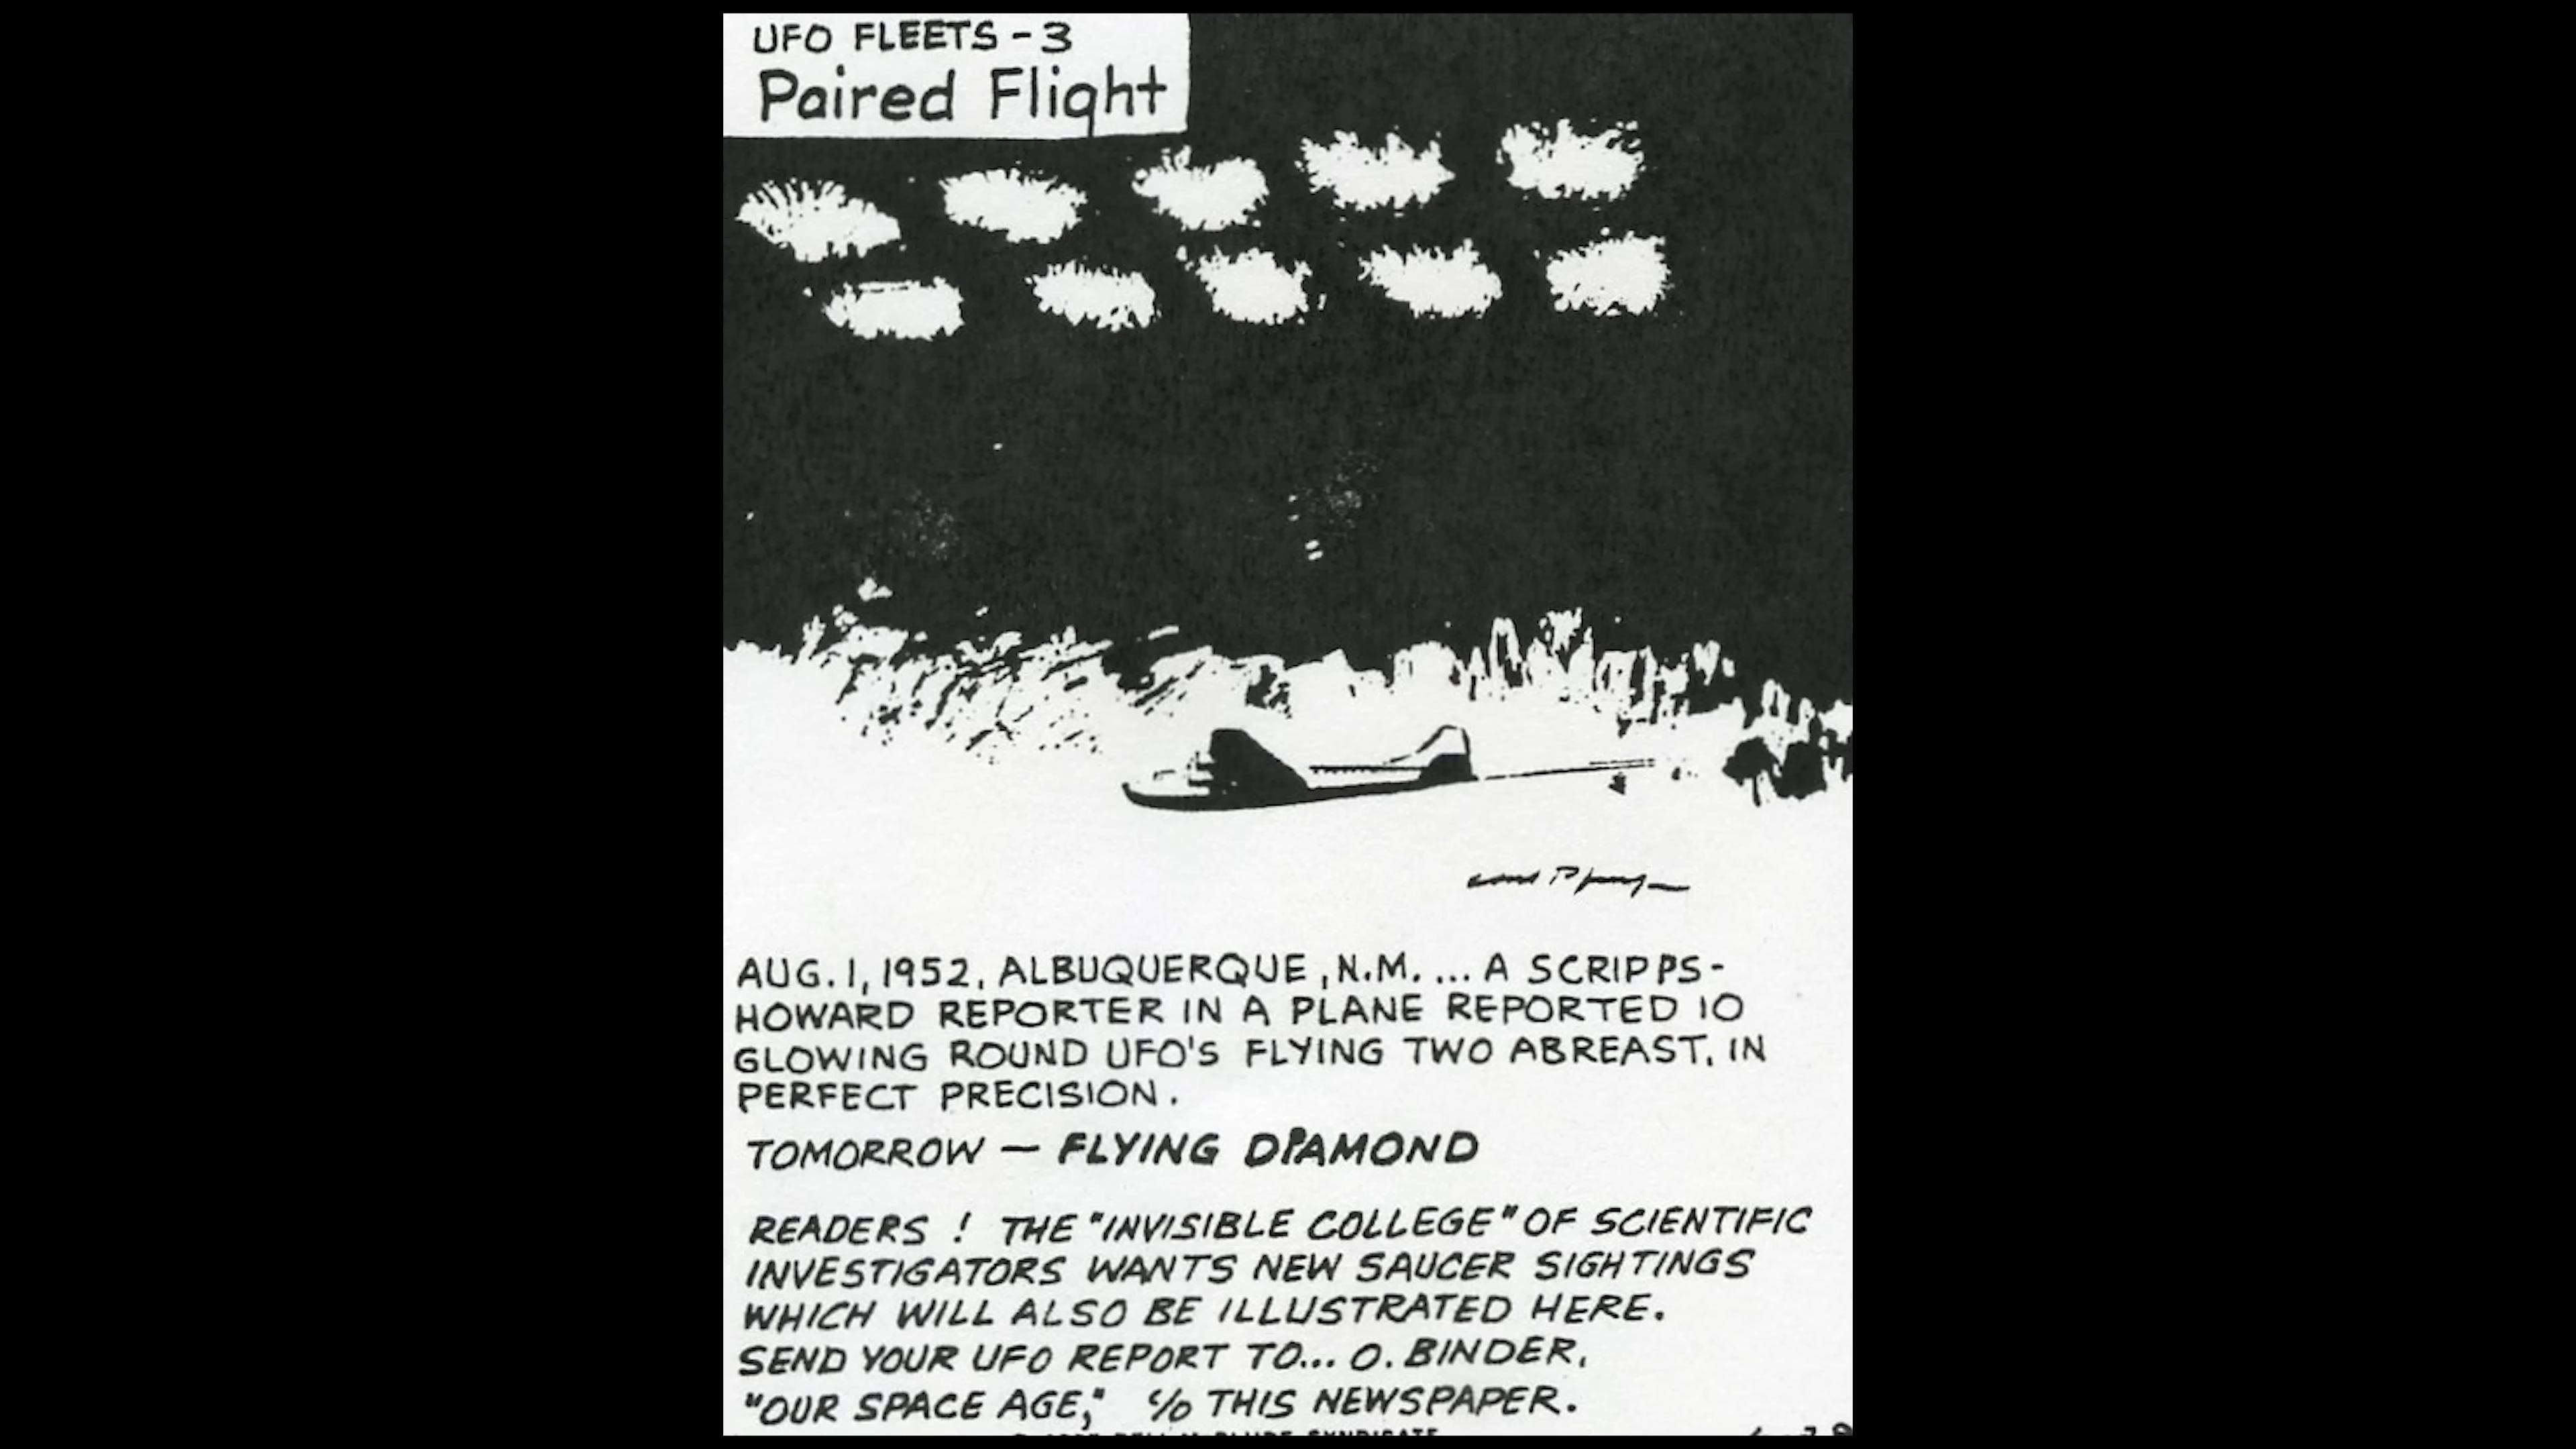 UFO FLEETS - 3
Paired Flight
AUG. 1, 1952, ALBUQUERQUE, N.M. ... A SCRIPPS-
HOWARD REPORTER IN A PLANE REPORTED 10
GLOWING ROUND UFO'S FLYING TWO ABREAST, IN
PERFECT PRECISION.
TOMORROW — FLYING DIAMOND
READERS ! THE "INVISIBLE COLLEGE" OF SCIENTIFIC
INVESTIGATORS WANTS NEW SAUCER SIGHTINGS
WHICH WILL ALSO BE ILLUSTRATED HERE.
SEND YOUR UFO REPORT TO... O. BINDER,
"OUR SPACE AGE," c/o THIS NEWSPAPER.
SYNDICATE